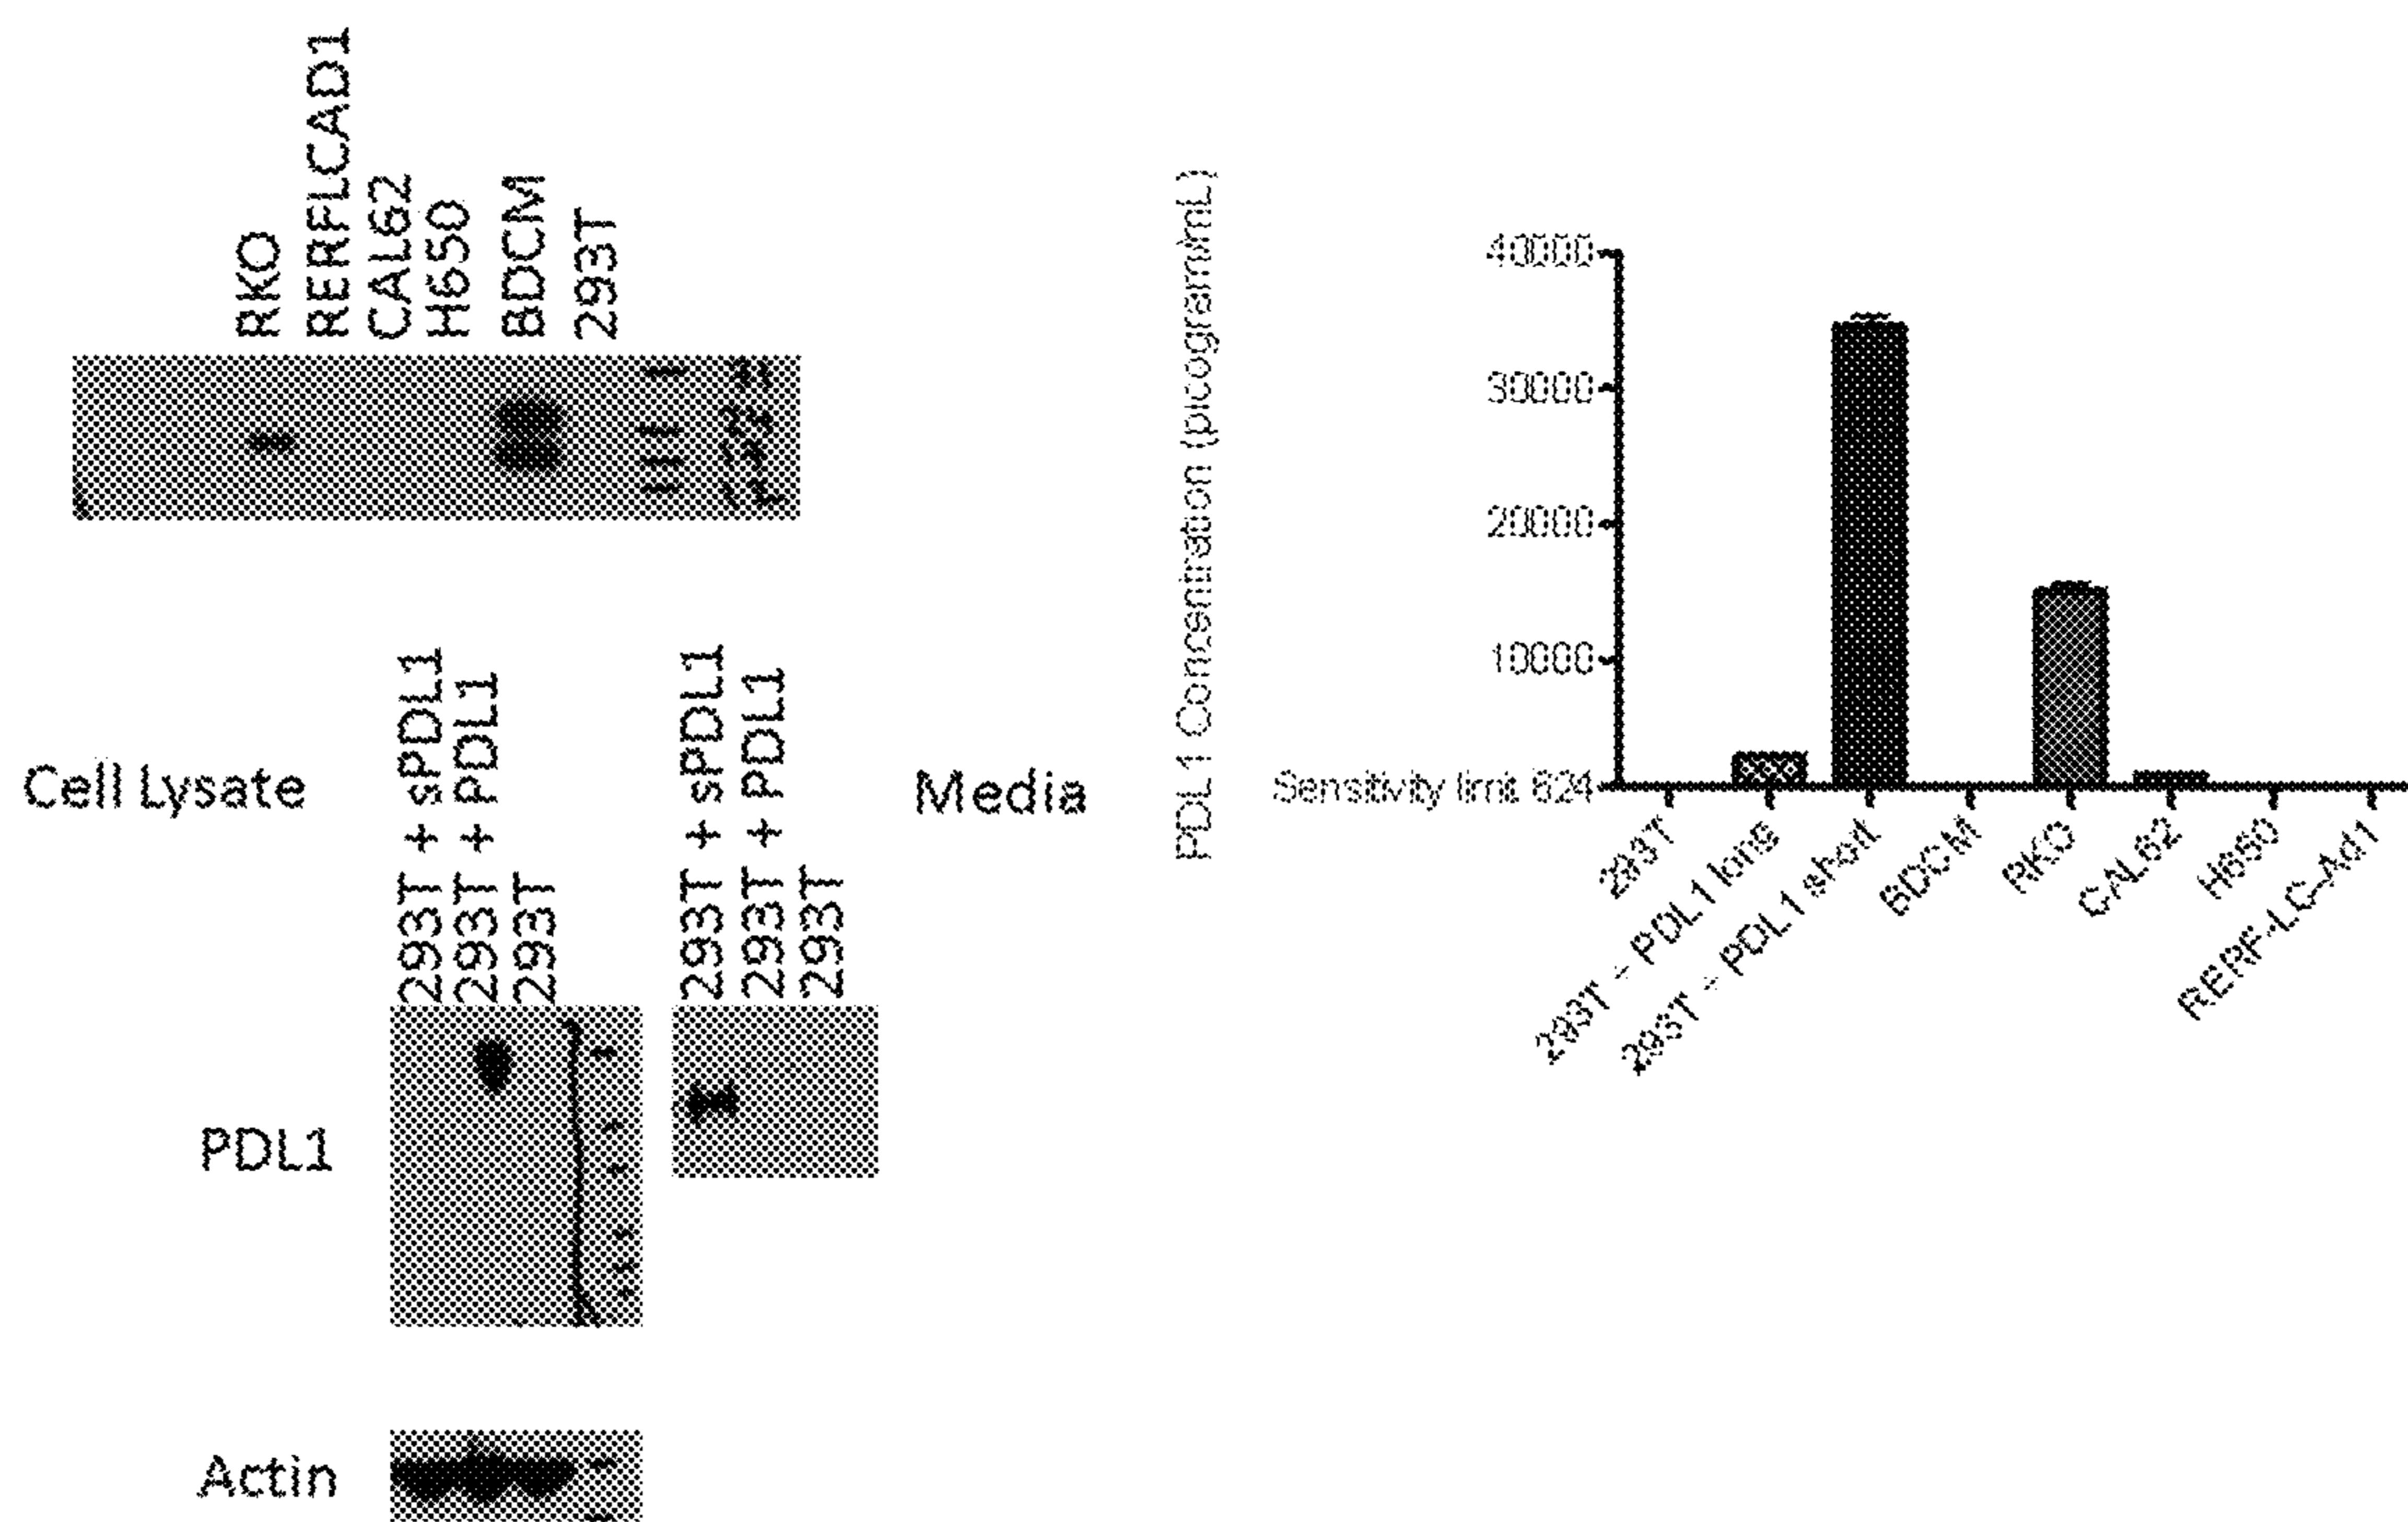 RKO
RERFLCAD1
CAL62
H650
BDCM
293T
Cell Lysate
293T + sPDL1
293T + PDL1
293T
293T + sPDL1
293T + PDL1
293T
Media
PDL1
Actin
PDL1 Concentration (picogram/mL)
40000
30000
20000
10000
Sensitivity limit 624
293T
293T + PDL1 long
293T + PDL1 short
BDCM
RKO
CAL62
H650
RERF-LC-Ad1